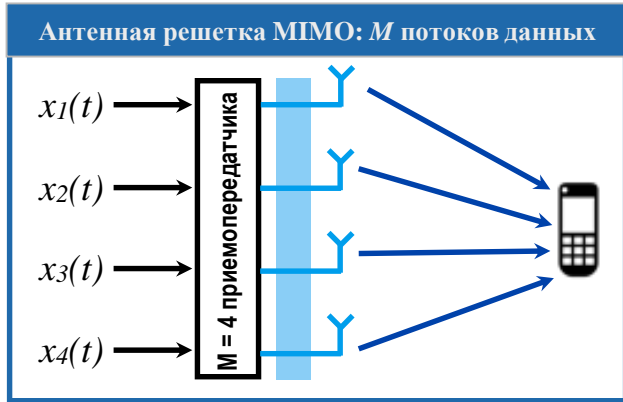 Антенная решетка MIMO: M потоков данных
x1(t)
x2(t)
x3(t)
x4(t)
M = 4 приемопередатчика